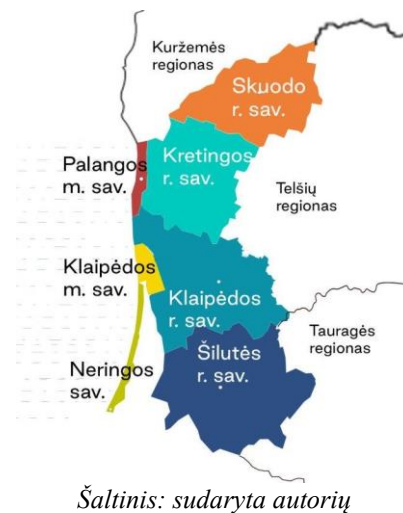 Kuržemės
regionas
Skuodo
r. sav.
Palangos
m. sav.
Kretingos
r. sav.
Telšių
regionas
Klaipėdos
m. sav.
Klaipėdos
r. sav.
Tauragės
regionas
Neringos
sav.
Šilutės
r. sav.
Šaltinis: sudaryta autorių